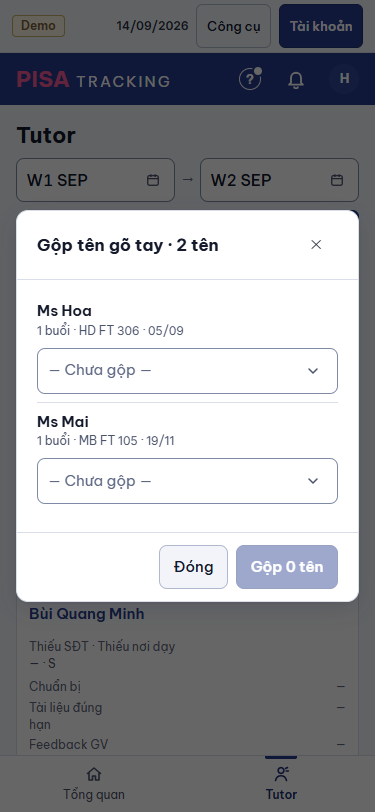 Demo
14/09/2026
Công cụ
Tài khoản
PISA TRACKING
?
H
Tutor
W1 SEP → W2 SEP
Gộp tên gõ tay · 2 tên
Ms Hoa
1 buổi · HD FT 306 · 05/09
— Chưa gộp —
Ms Mai
1 buổi · MB FT 105 · 19/11
— Chưa gộp —
Đóng
Gộp 0 tên
Bùi Quang Minh
Thiếu SĐT · Thiếu nơi dạy
— · S
Chuẩn bị —
Tài liệu đúng hạn —
Feedback GV —
Tổng quan
Tutor